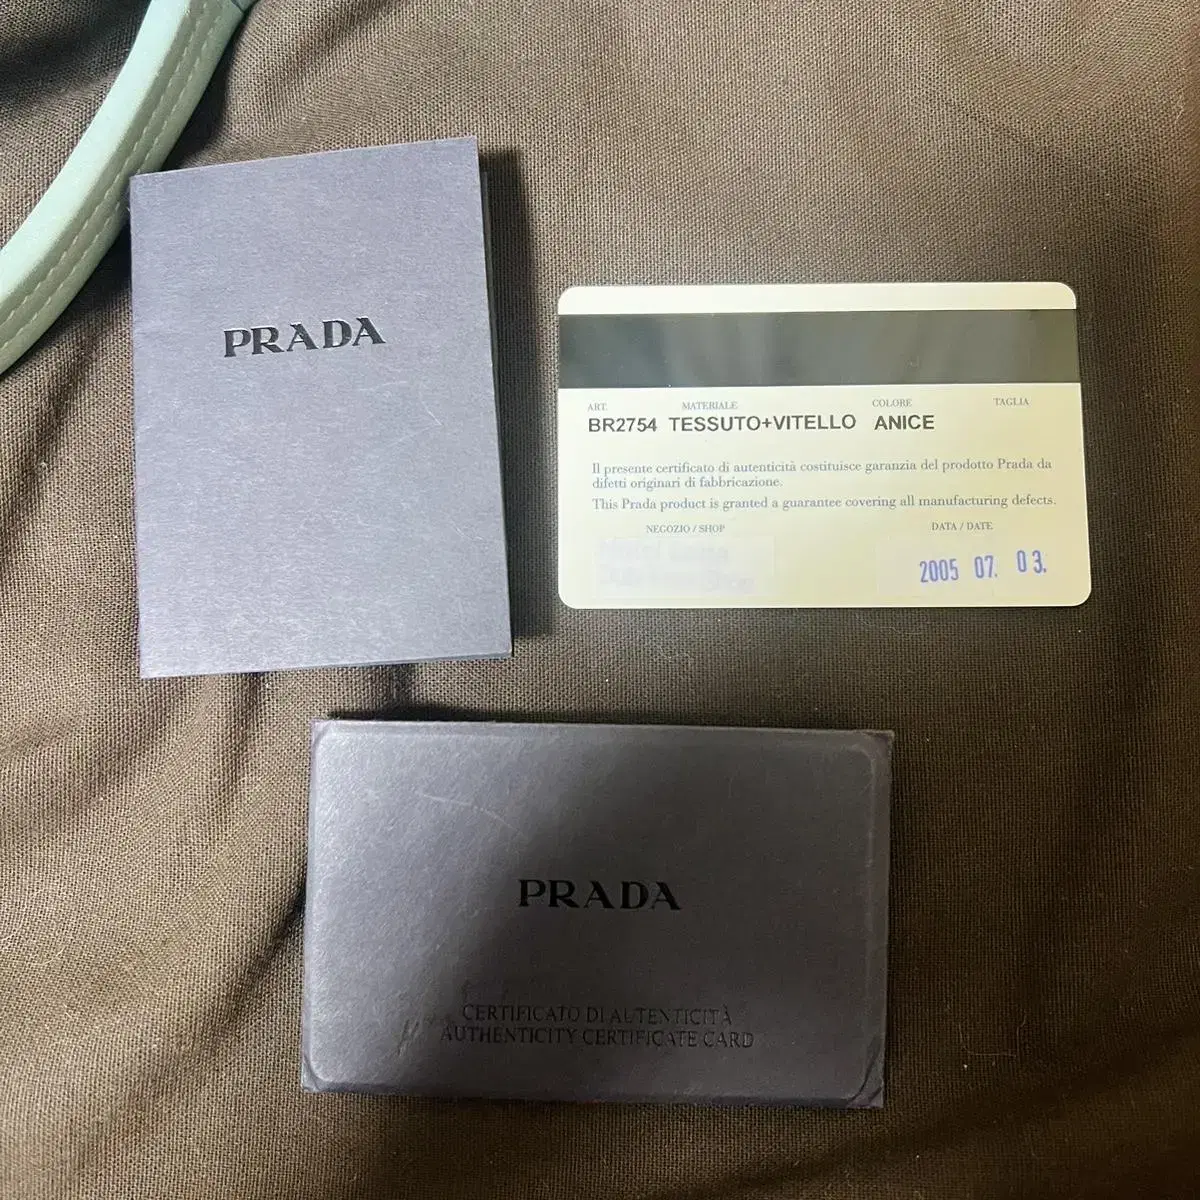 PRADA
ART. MATERIALE COLORE TAGLIA
BR2754 TESSUTO+VITELLO ANICE
Il presente certificato di autenticità costituisce garanzia del prodotto Prada da
difetti originari di fabbricazione.
This Prada product is granted a guarantee covering all manufacturing defects.
NEGOZIO / SHOP DATA / DATE
2005 07. 03.
PRADA
CERTIFICATO DI AUTENTICITÀ
AUTHENTICITY CERTIFICATE CARD